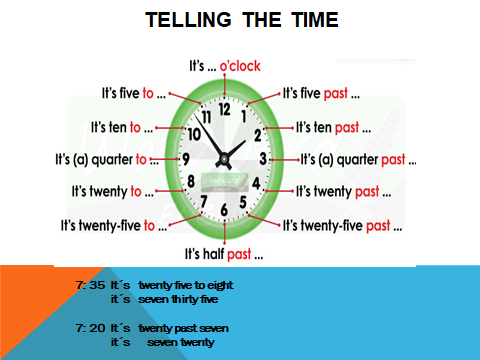 TELLING THE TIME
It's ... o'clock
It's five to ... It's five past ...
It's ten to ... It's ten past ...
It's (a) quarter to ... It's (a) quarter past ...
It's twenty to ... It's twenty past ...
It's twenty-five to ... It's twenty-five past ...
It's half past ...
12
11 1
10 2
9 3
8 4
7 5
6
7: 35 It´s twenty five to eight
it´s seven thirty five
7: 20 It´s twenty past seven
it´s seven twenty